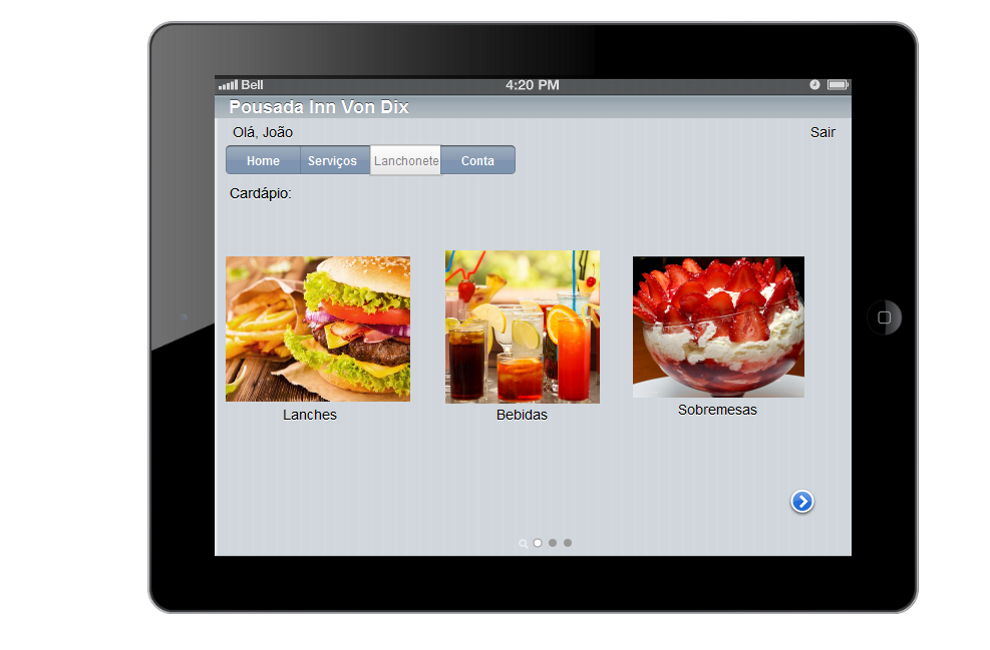 Bell 4:20 PM
Pousada Inn Von Dix
Olá, João Sair
Home Serviços Lanchonete Conta
Cardápio:
Lanches Bebidas Sobremesas